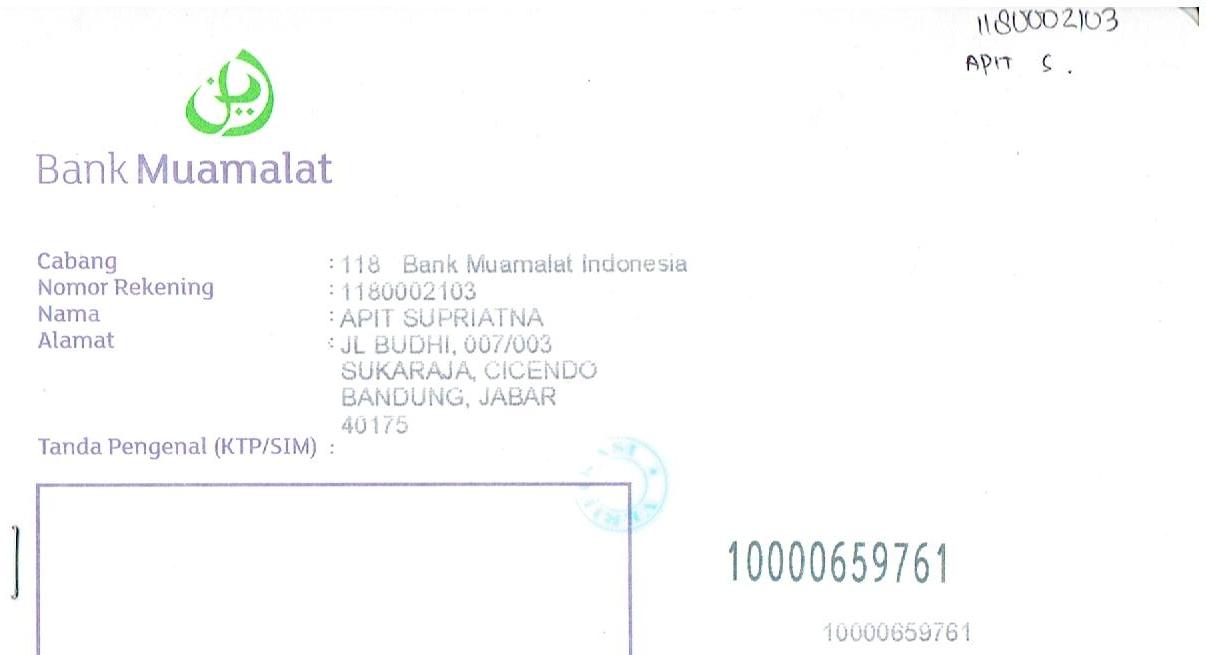 1180002103
APIT S.
Bank Muamalat
Cabang : 118 Bank Muamalat Indonesia
Nomor Rekening : 1180002103
Nama : APIT SUPRIATNA
Alamat : JL BUDHI, 007/003
SUKARAJA, CICENDO
BANDUNG, JABAR
40175
Tanda Pengenal (KTP/SIM) :
10000659761
10000659761